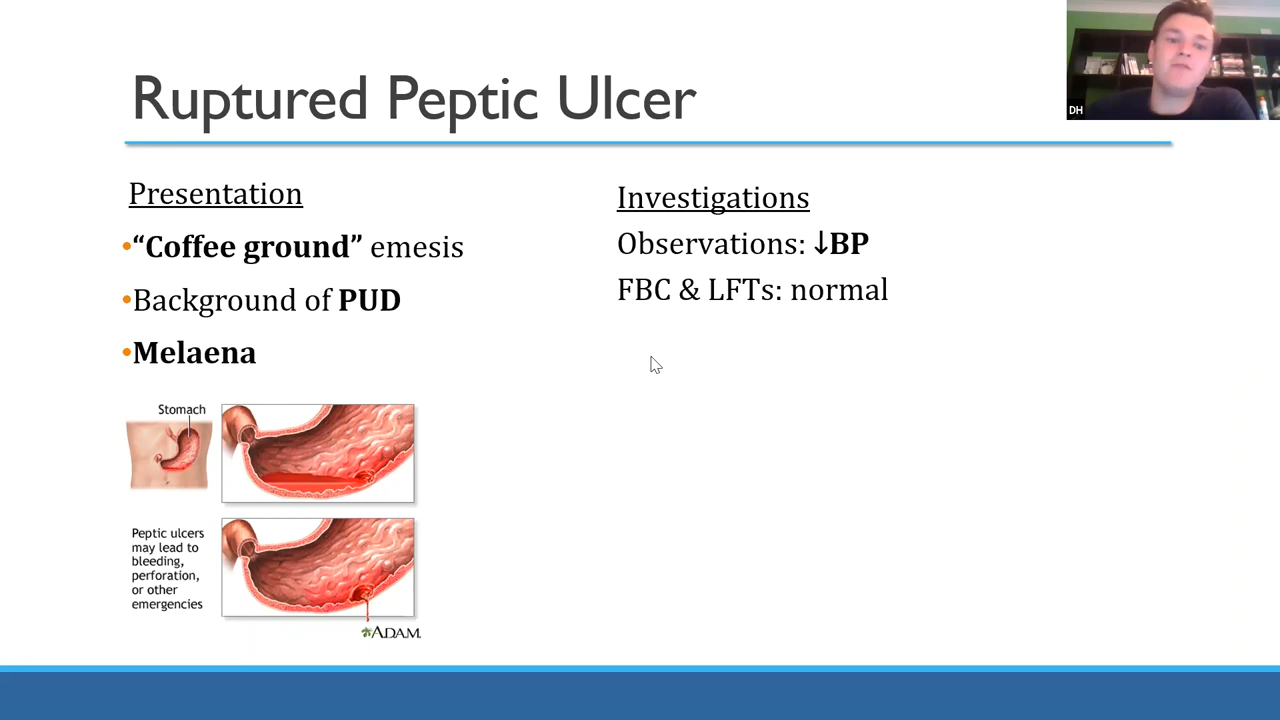 Ruptured Peptic Ulcer
DH
Presentation
•“Coffee ground” emesis
•Background of PUD
•Melaena
Investigations
Observations: ↓BP
FBC & LFTs: normal
Stomach
Peptic ulcers
may lead to
bleeding,
perforation,
or other
emergencies
ADAM.